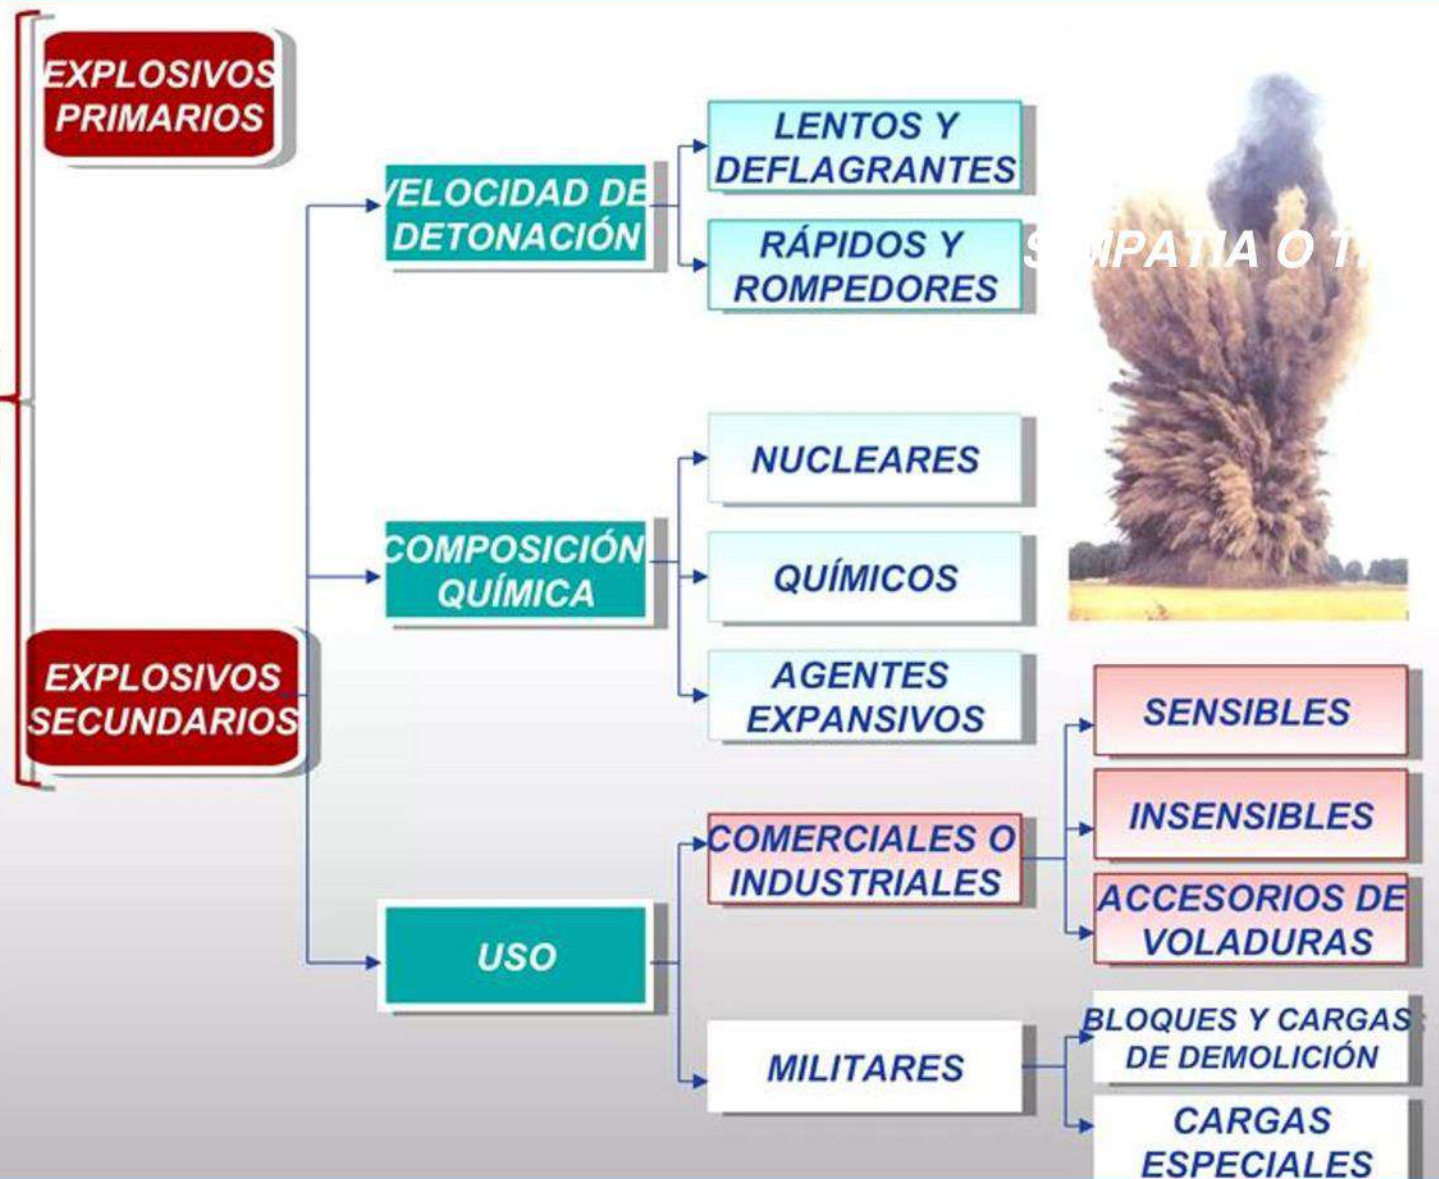 EXPLOSIVOS
PRIMARIOS
VELOCIDAD DE
DETONACIÓN
LENTOS Y
DEFLAGRANTES
RÁPIDOS Y
ROMPEDORES
SIMPATIA O
COMPOSICIÓN
QUÍMICA
NUCLEARES
QUÍMICOS
AGENTES
EXPANSIVOS
EXPLOSIVOS
SECUNDARIOS
USO
COMERCIALES O
INDUSTRIALES
SENSIBLES
INSENSIBLES
ACCESORIOS DE
VOLADURAS
MILITARES
BLOQUES Y CARGAS
DE DEMOLICIÓN
CARGAS
ESPECIALES